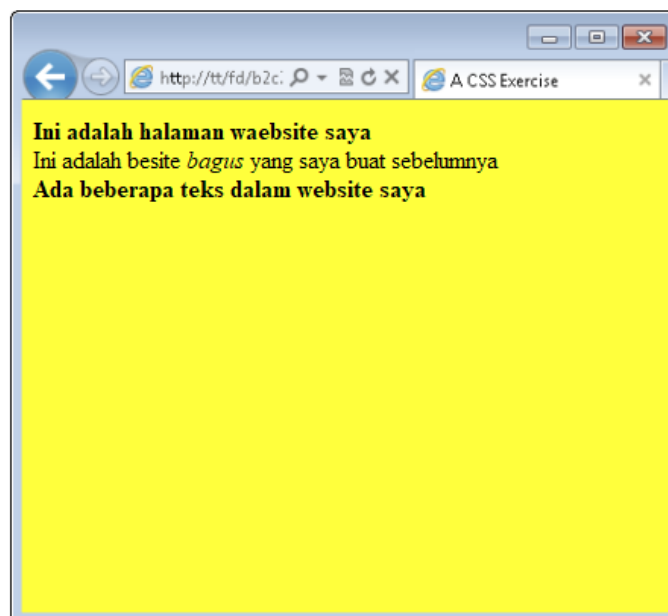 http://tt/fd/b2c
A CSS Exercise
Ini adalah halaman waebsite saya
Ini adalah besite bagus yang saya buat sebelumnya
Ada beberapa teks dalam website saya